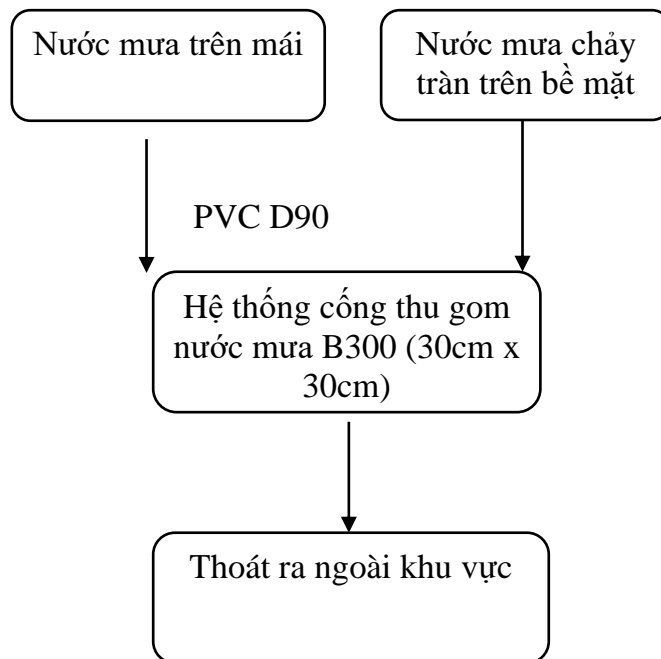 Nước mưa trên mái
Nước mưa chảy
tràn trên bề mặt
PVC D90
Hệ thống cống thu gom
nước mưa B300 (30cm x
30cm)
Thoát ra ngoài khu vực